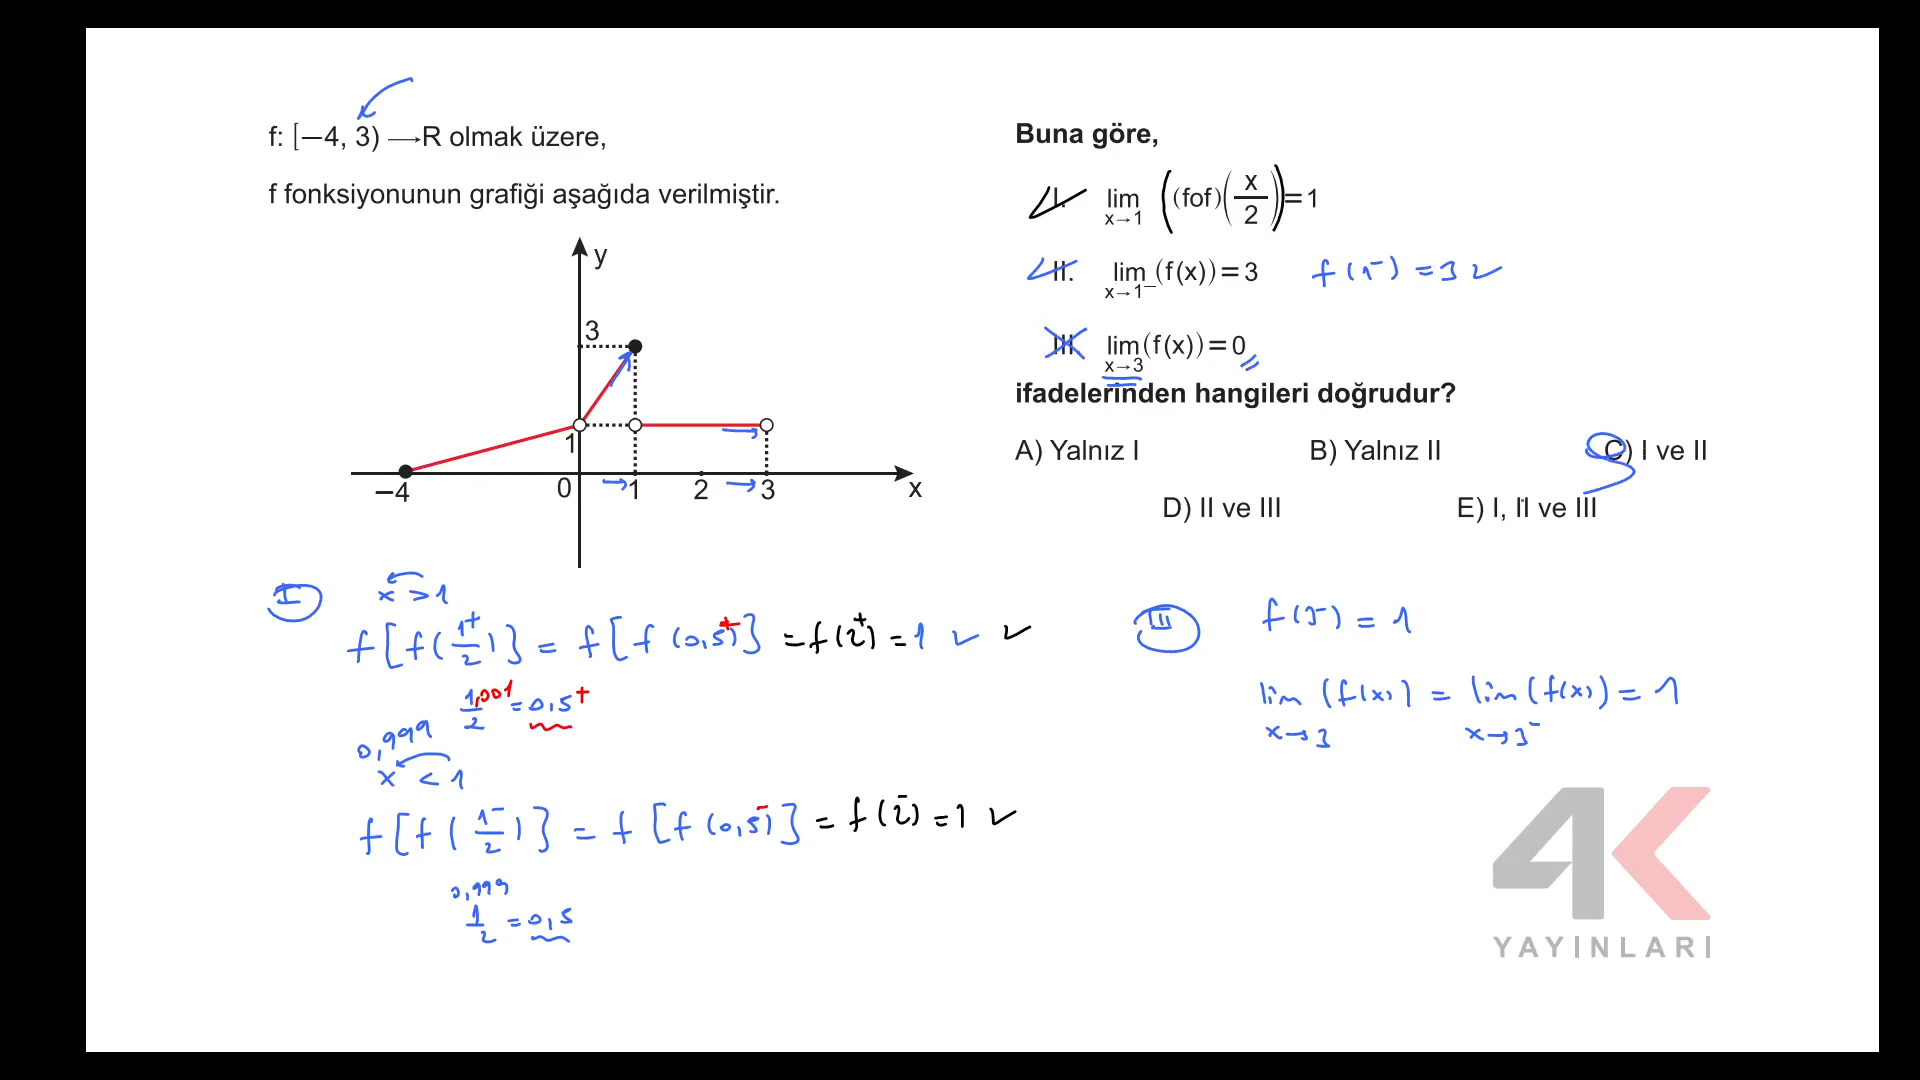 f: [−4, 3) ⟶R olmak üzere,
f fonksiyonunun grafiği aşağıda verilmiştir.
y
3
1
−4 0 1 2 3 x
Buna göre,
I. lim x→1 ((fof)(x/2))=1
II. lim x→1⁻ (f(x))=3 f(1⁻) = 3 ✓
III. lim x→3 (f(x))=0
ifadelerinden hangileri doğrudur?
A) Yalnız I B) Yalnız II C) I ve II
D) II ve III E) I, II ve III
I x > 1
f[f(1⁺/2)] = f[f(0,5⁺)] = f(2⁺) = 1 ✓ ✓
1,001/2 = 0,5⁺
0,999
x < 1
f[f(1⁻/2)] = f[f(0,5⁻)] = f(2⁻) = 1 ✓
0,999
1/2 = 0,5
III f(3⁻) = 1
lim x→3 (f(x)) = lim x→3⁻ (f(x)) = 1
4K
YAYINLARI